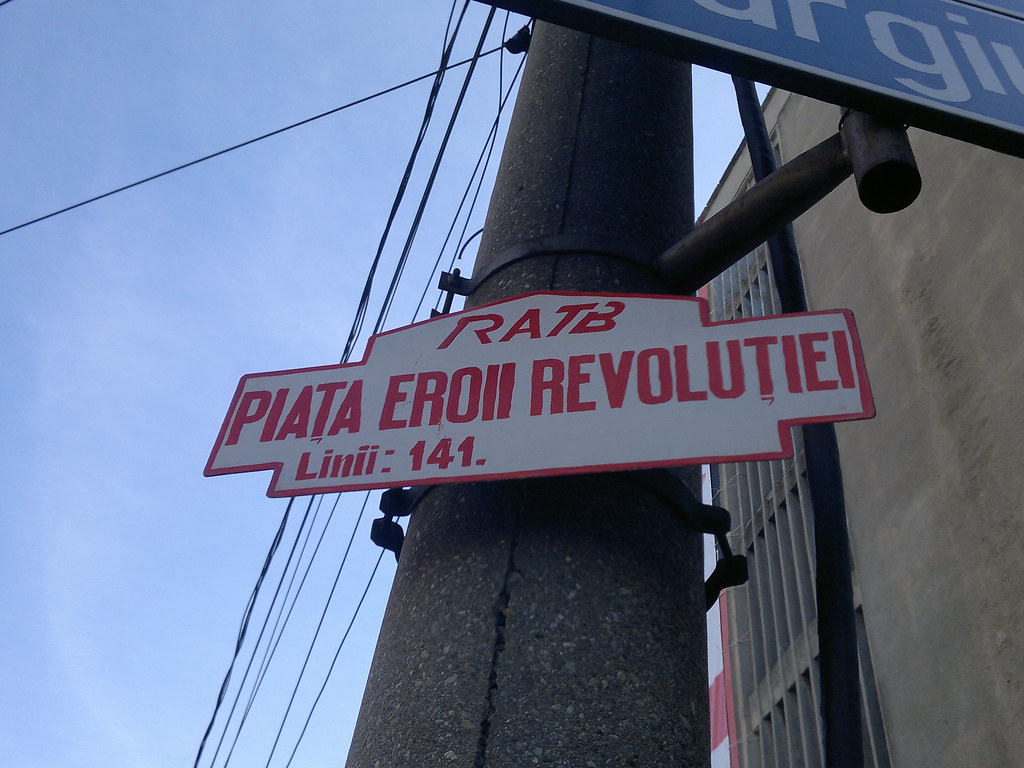 RATB
PIAȚA EROII REVOLUȚIEI
Linii: 141.